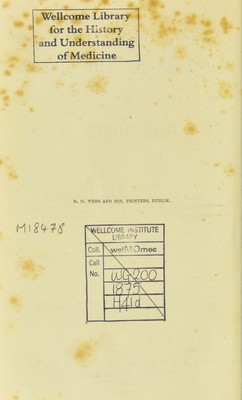 Wellcome Library
for the History
and Understanding
of Medicine
R. D. WEBB AND SON, PRINTERS, DUBLIN.
M18478
WELLCOME INSTITUTE
LIBRARY
Coll. welMOmec
Call
No. WG200
1875
H41d